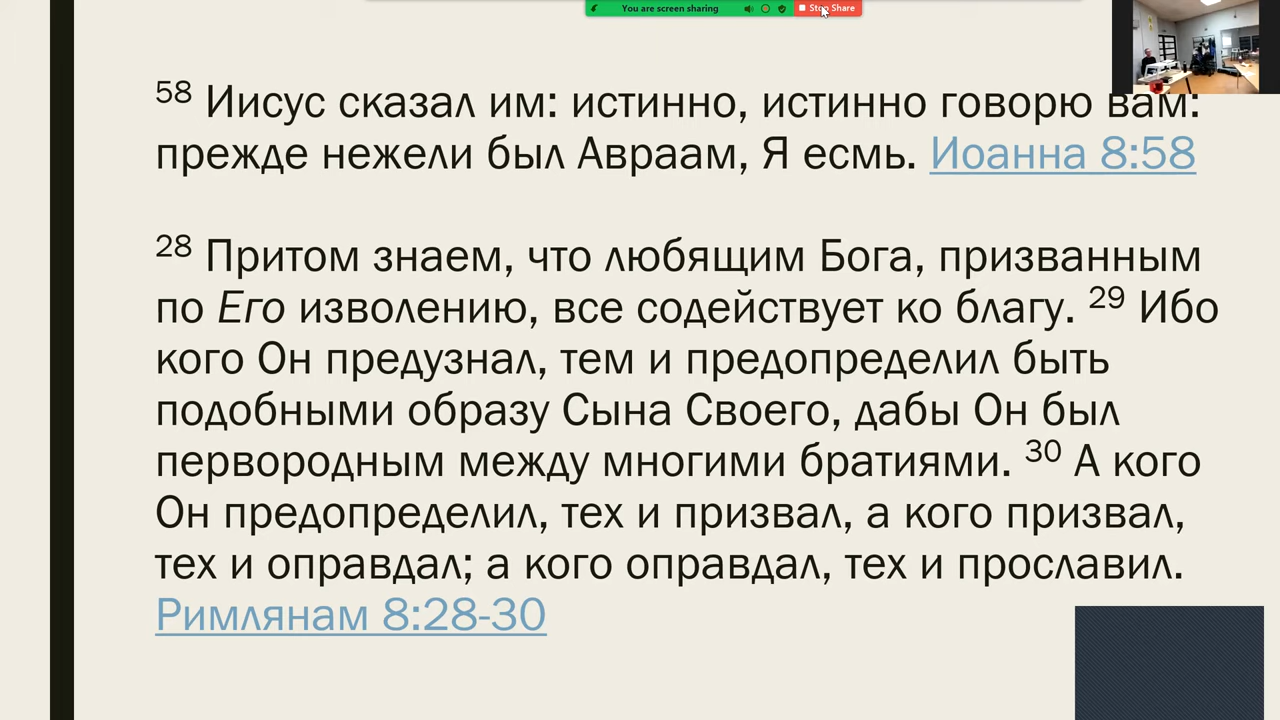 You are screen sharing
Stop Share
58 Иисус сказал им: истинно, истинно говорю вам:
прежде нежели был Авраам, Я есмь. Иоанна 8:58
28 Притом знаем, что любящим Бога, призванным
по Его изволению, все содействует ко благу. 29 Ибо
кого Он предузнал, тем и предопределил быть
подобными образу Сына Своего, дабы Он был
первородным между многими братиями. 30 А кого
Он предопределил, тех и призвал, а кого призвал,
тех и оправдал; а кого оправдал, тех и прославил.
Римлянам 8:28-30